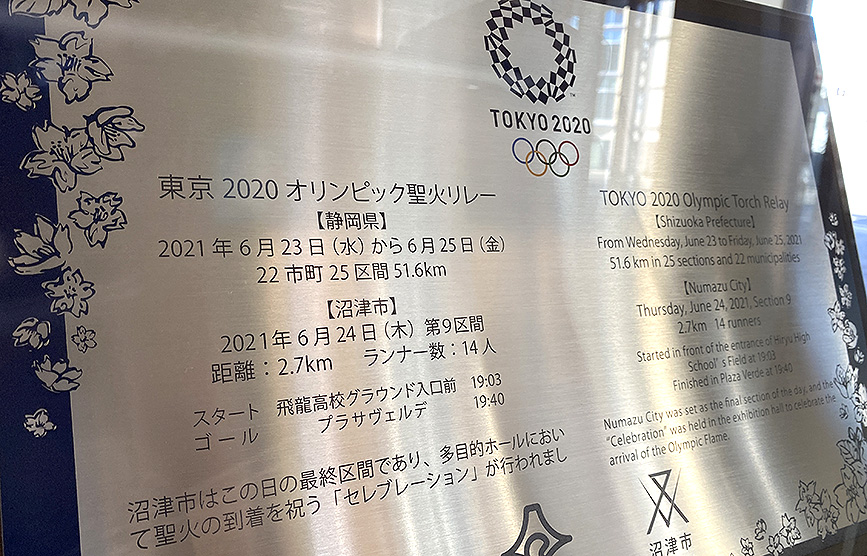 TOKYO 2020
東京 2020 オリンピック聖火リレー
【静岡県】
2021 年 6 月 23 日（水）から 6 月 25 日（金）
22 市町 25 区間 51.6km
【沼津市】
2021 年 6 月 24 日（木） 第 9 区間
距離：2.7km ランナー数：14 人
スタート 飛龍高校グラウンド入口前 19:03
ゴール プラサヴェルデ 19:40
沼津市はこの日の最終区間であり、多目的ホールにおい
て聖火の到着を祝う「セレブレーション」が行われまし
TOKYO 2020 Olympic Torch Relay
【Shizuoka Prefecture】
From Wednesday, June 23 to Friday, June 25, 2021
51.6 km in 25 sections and 22 municipalities
【Numazu City】
Thursday, June 24, 2021, Section 9
2.7km 14 runners
Started in front of the entrance of Hiryu High
School's Field at 19:03
Finished in Plaza Verde at 19:40
Numazu City was set as the final section of the day, and the
"Celebration" was held in the exhibition hall to celebrate the
arrival of the Olympic Flame.
沼津市